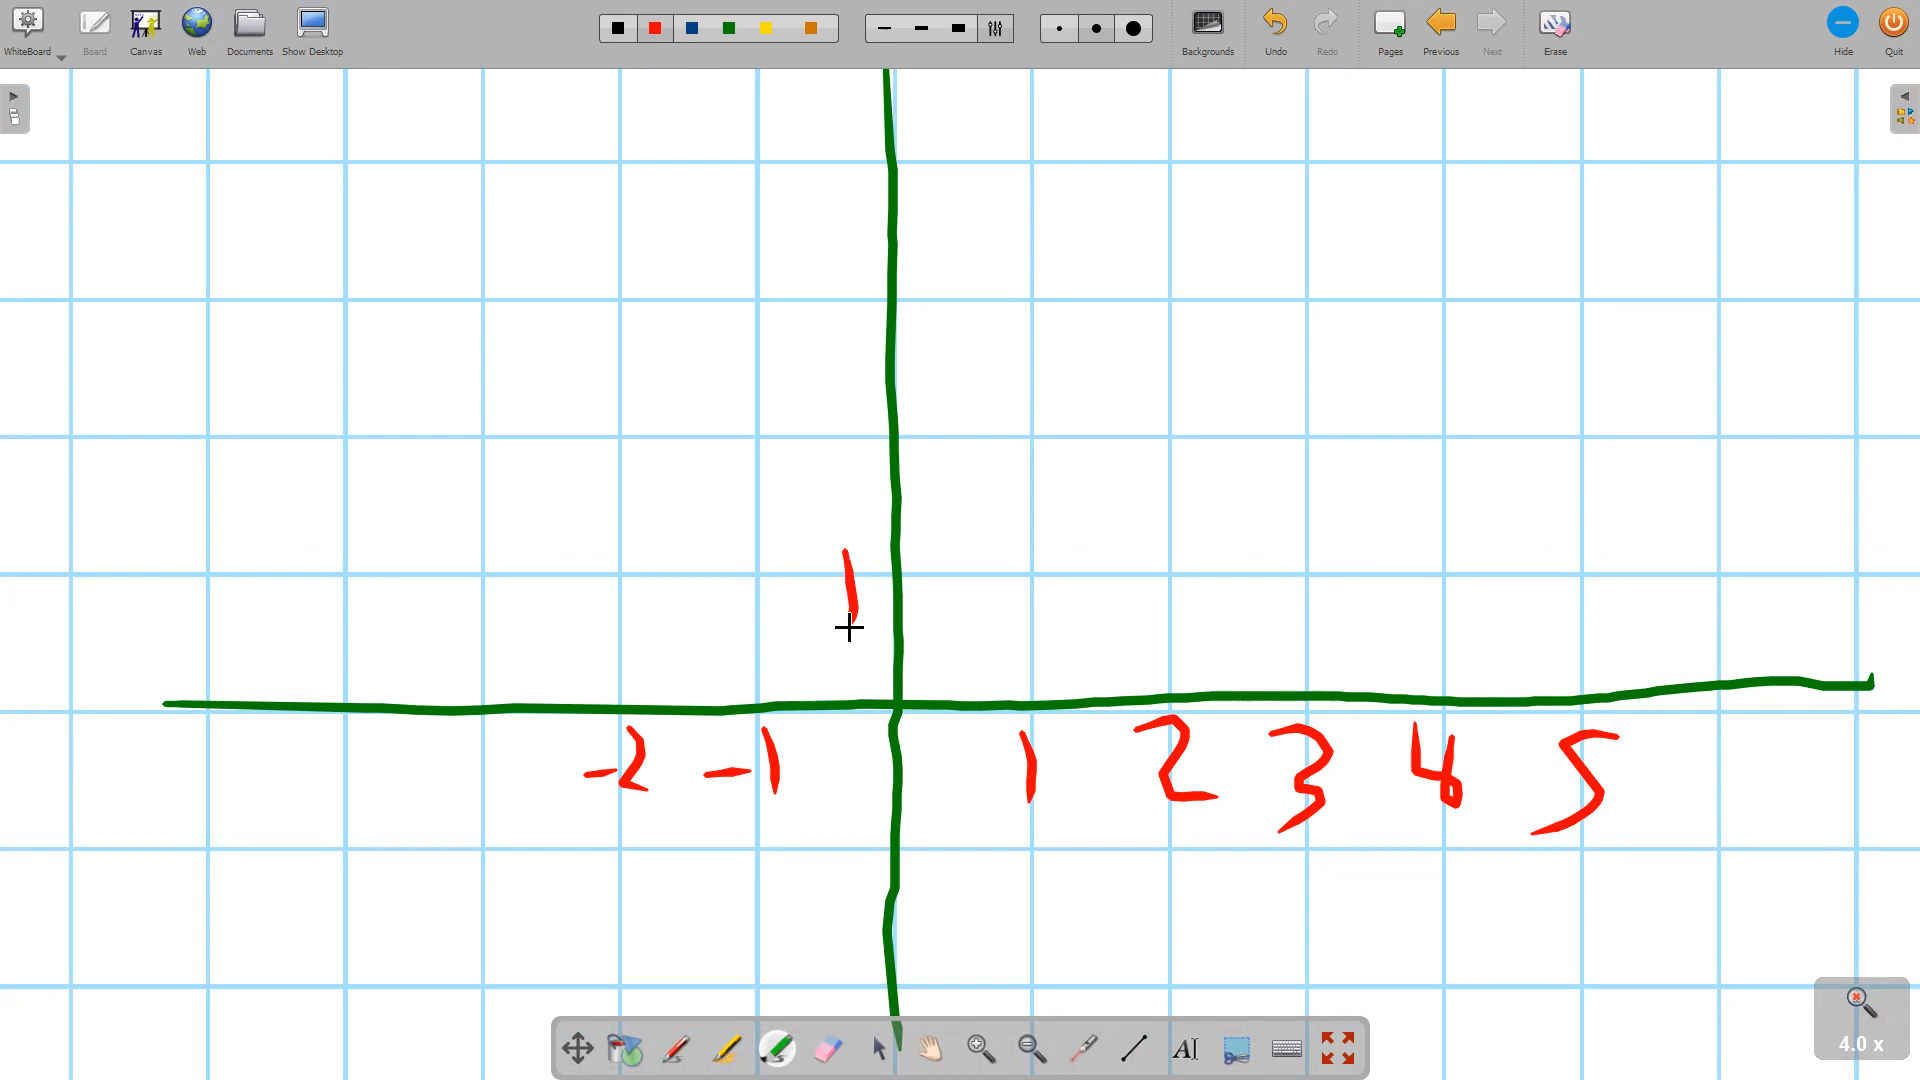 WhiteBoard Board Canvas Web Documents Show Desktop Backgrounds Undo Redo Pages Previous Next Erase Hide Quit
1
-2 -1 1 2 3 4 5
AI
4.0 x